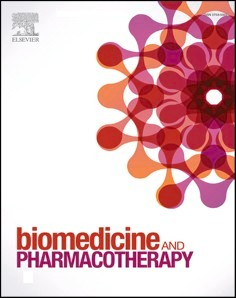 ELSEVIER
biomedicine AND
PHARMACOTHERAPY